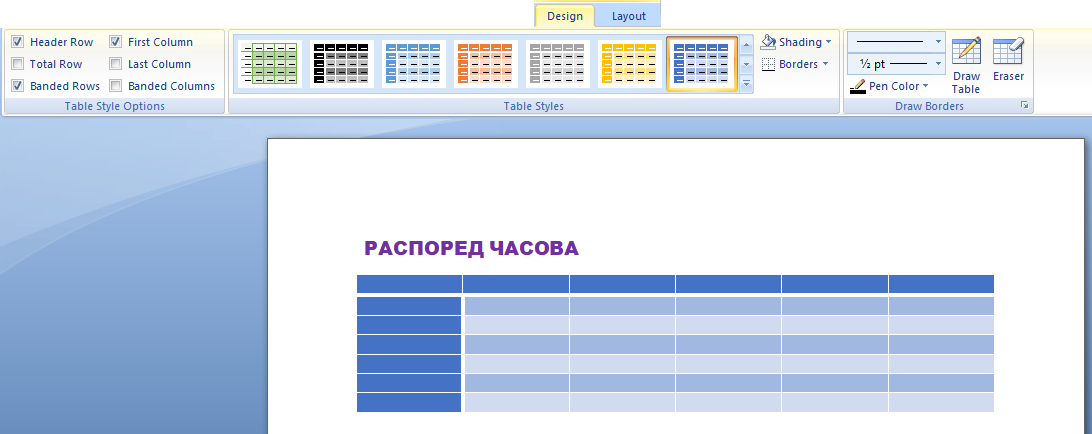 Design Layout
Header Row First Column
Total Row Last Column
Banded Rows Banded Columns
Table Style Options
Table Styles
Shading
Borders
½ pt
Pen Color
Draw Table
Eraser
Draw Borders
РАСПОРЕД ЧАСОВА